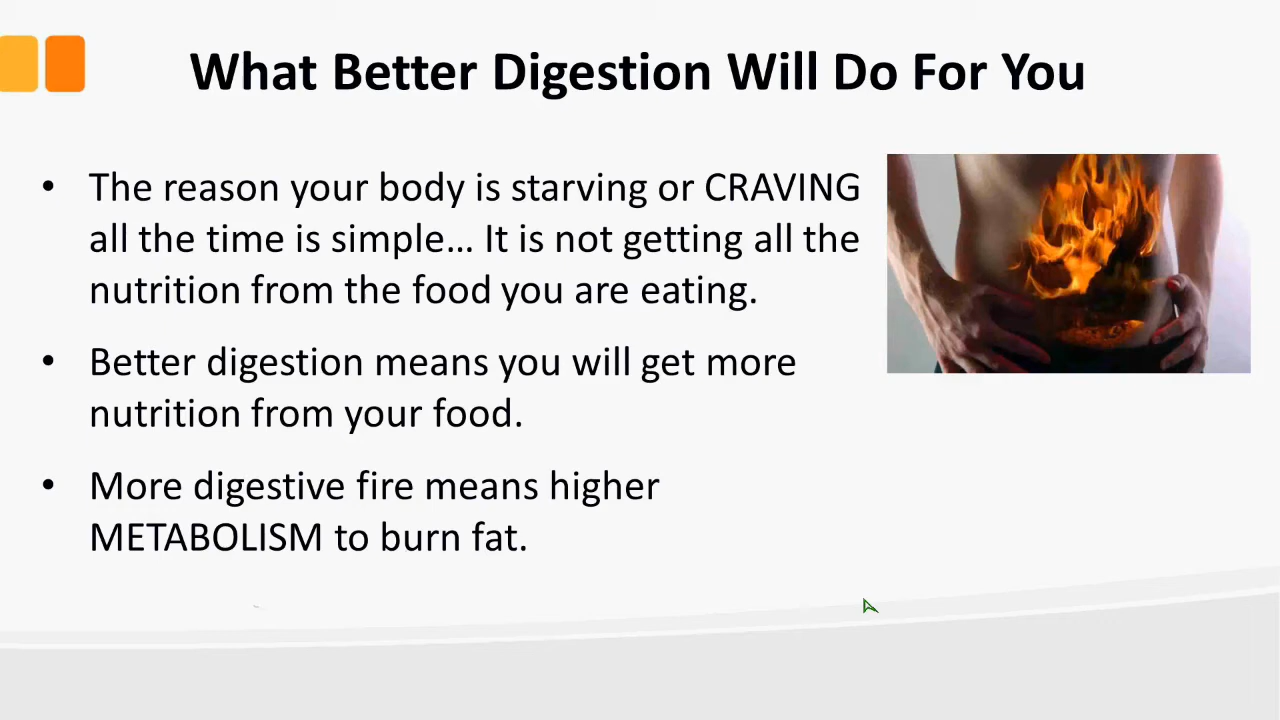 What Better Digestion Will Do For You
• The reason your body is starving or CRAVING
all the time is simple... It is not getting all the
nutrition from the food you are eating.
• Better digestion means you will get more
nutrition from your food.
• More digestive fire means higher
METABOLISM to burn fat.